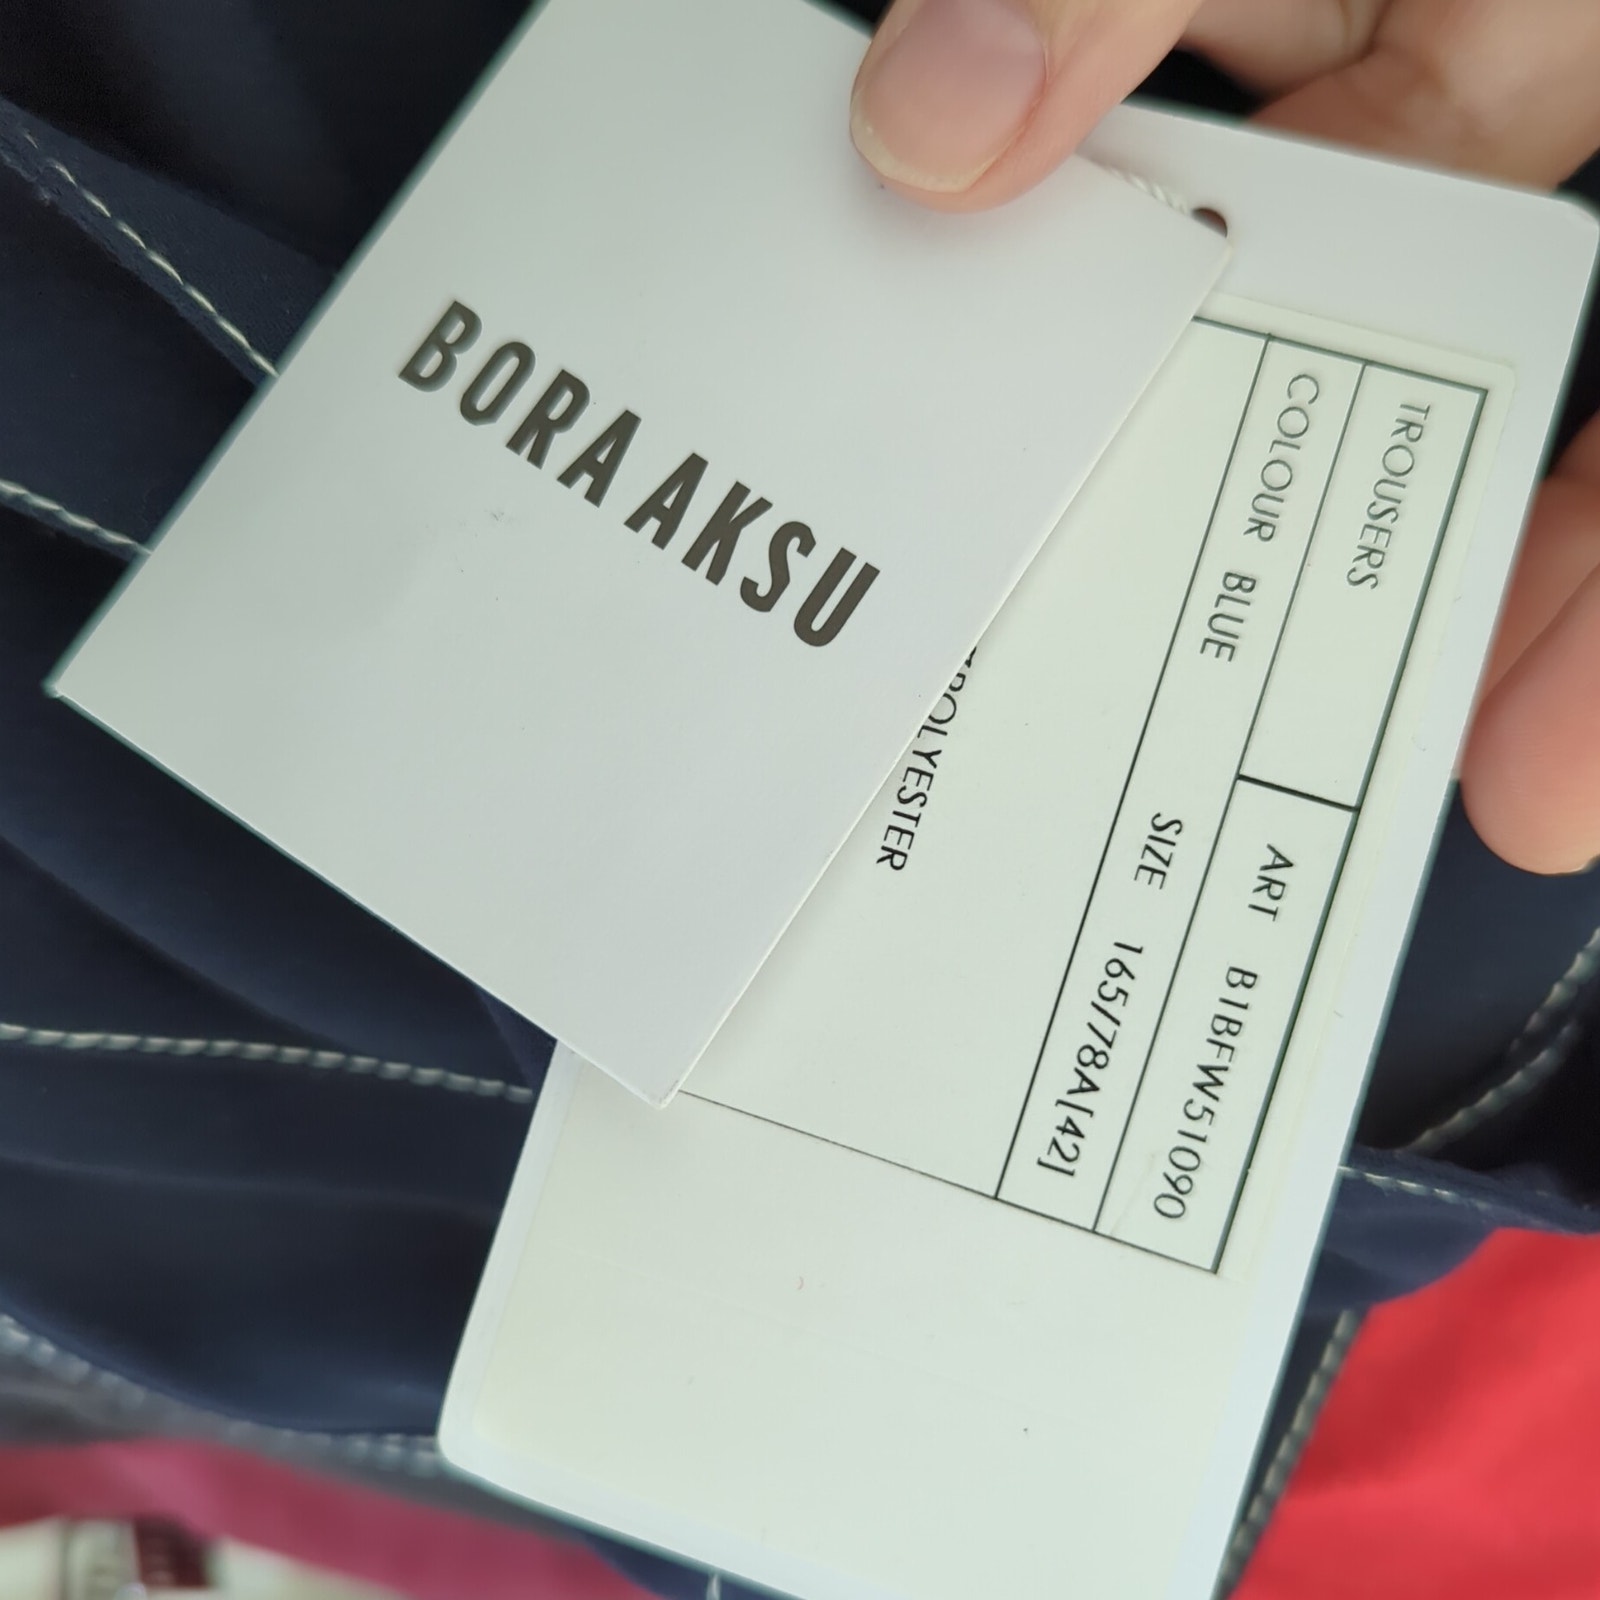 BORA AKSU
TROUSERS
ART B1BFW51090
COLOUR BLUE
SIZE 165/78A[42]
POLYESTER